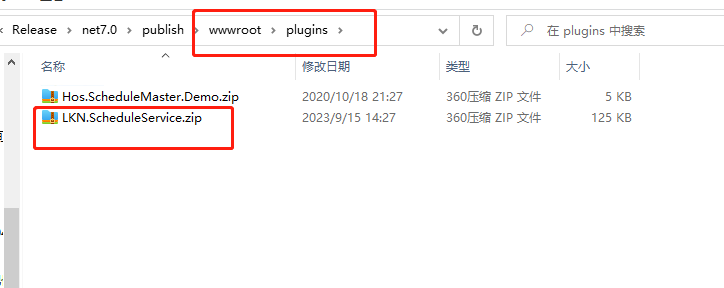 Release > net7.0 > publish > wwwroot > plugins >
在 plugins 中搜索
名称 修改日期 类型 大小
Hos.ScheduleMaster.Demo.zip 2020/10/18 21:27 360压缩 ZIP 文件 5 KB
LKN.ScheduleService.zip 2023/9/15 14:27 360压缩 ZIP 文件 125 KB